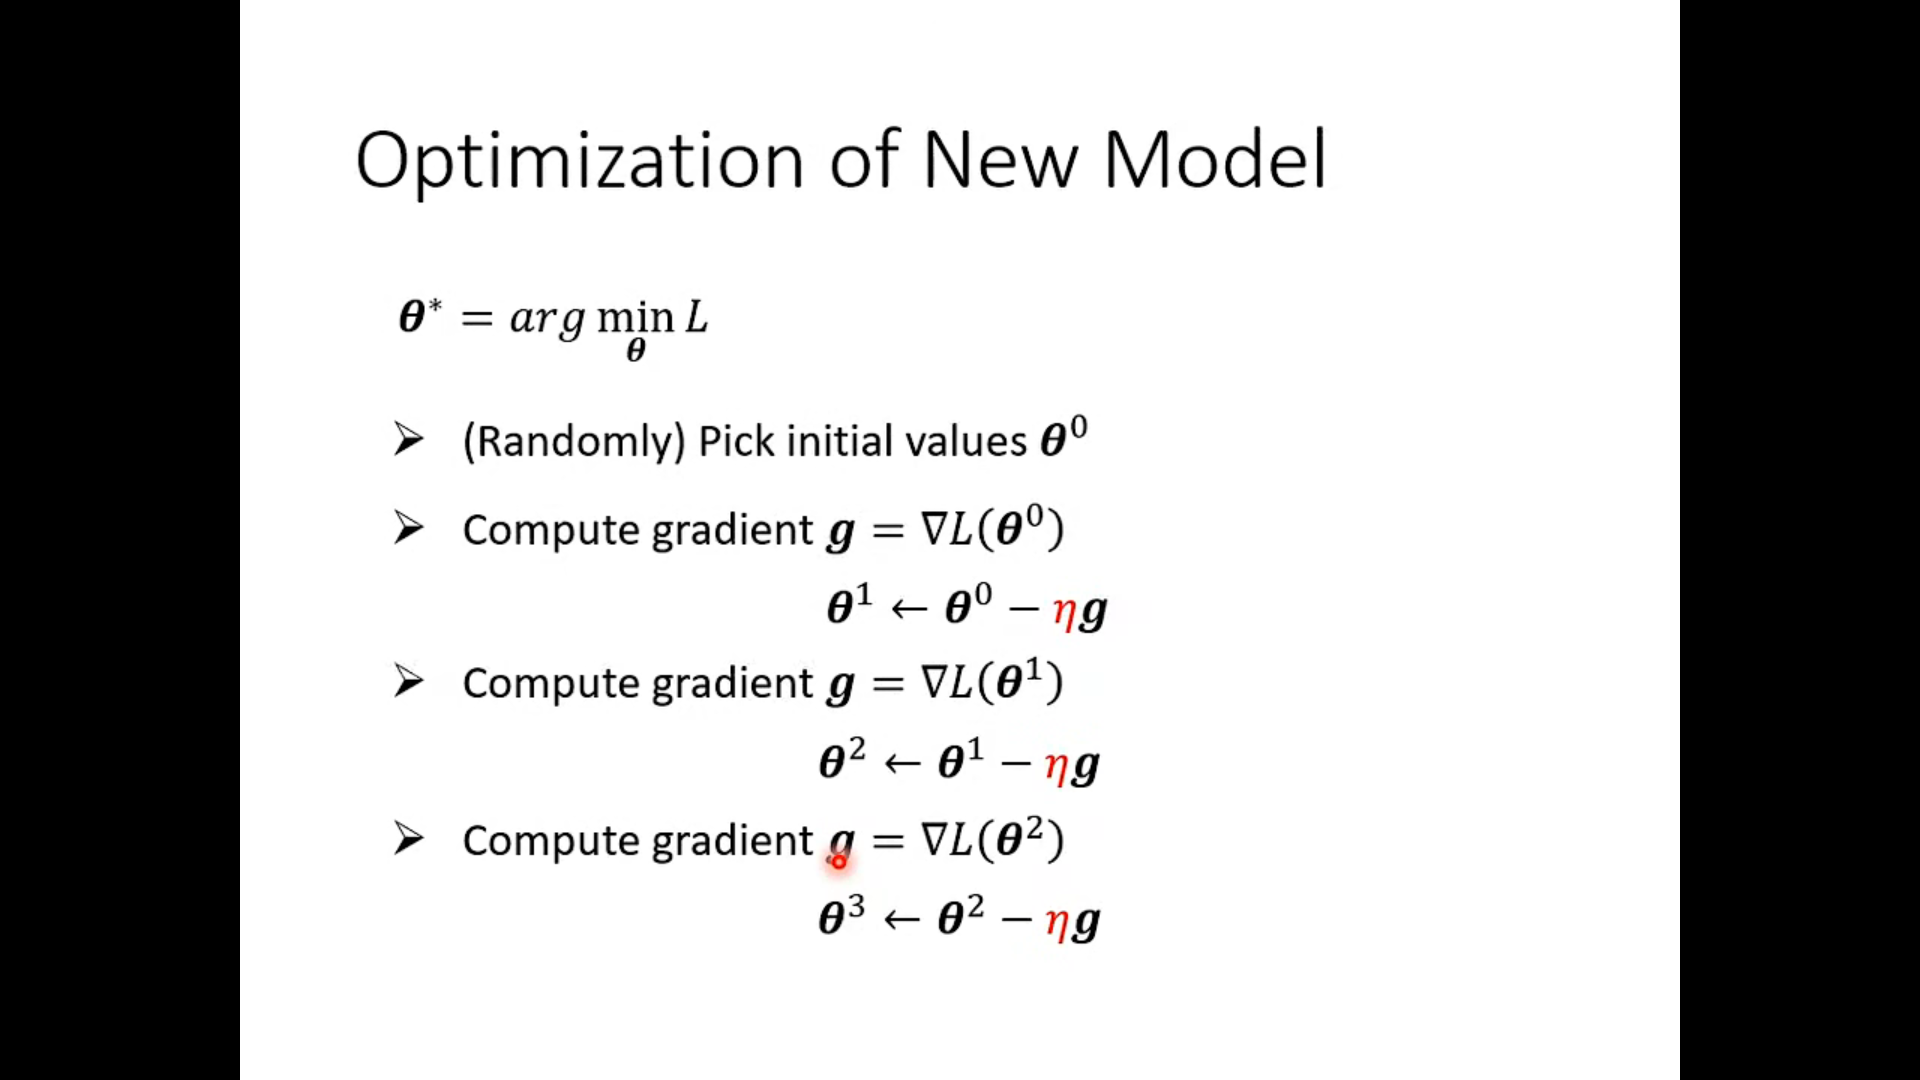 Optimization of New Model
𝜽* = arg min L
𝜽
(Randomly) Pick initial values 𝜽⁰
Compute gradient 𝒈 = ∇L(𝜽⁰)
𝜽¹ ← 𝜽⁰ − η𝒈
Compute gradient 𝒈 = ∇L(𝜽¹)
𝜽² ← 𝜽¹ − η𝒈
Compute gradient 𝒈 = ∇L(𝜽²)
𝜽³ ← 𝜽² − η𝒈